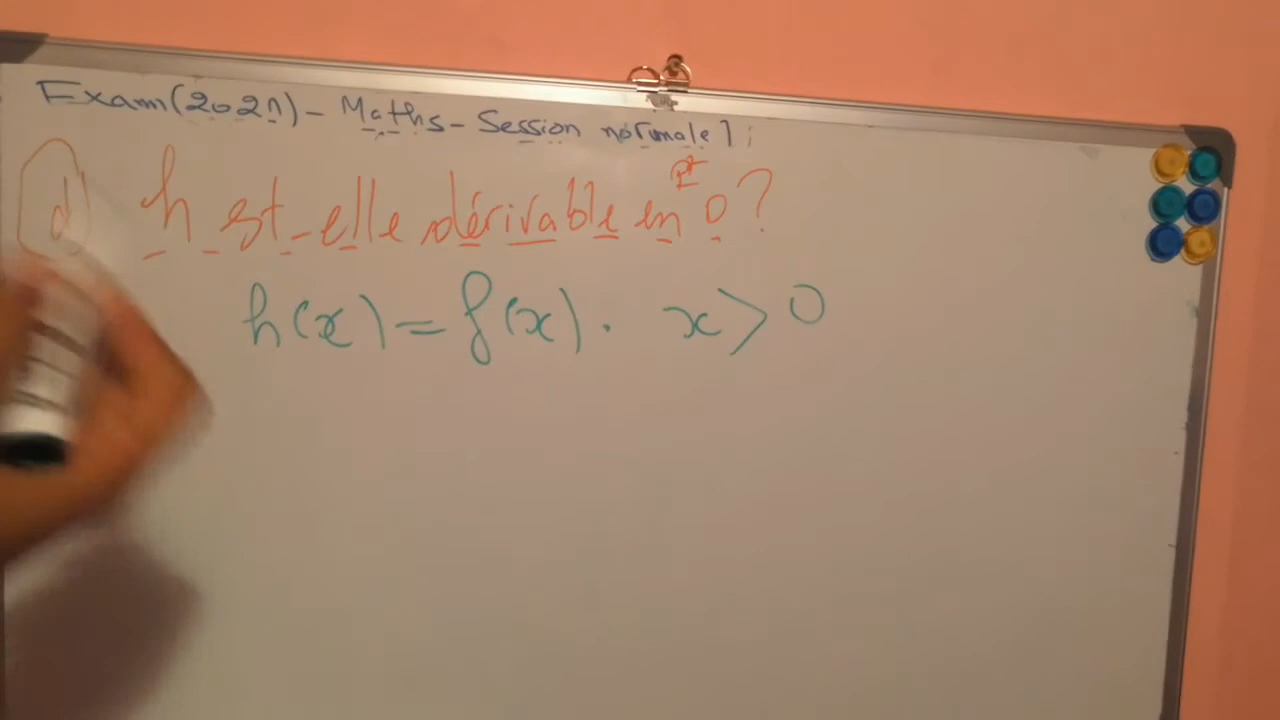 Exam(2021) - Maths - Session normale] :
d) h est-elle dérivable en 0^{+} ?
h(x) = f(x). x > 0